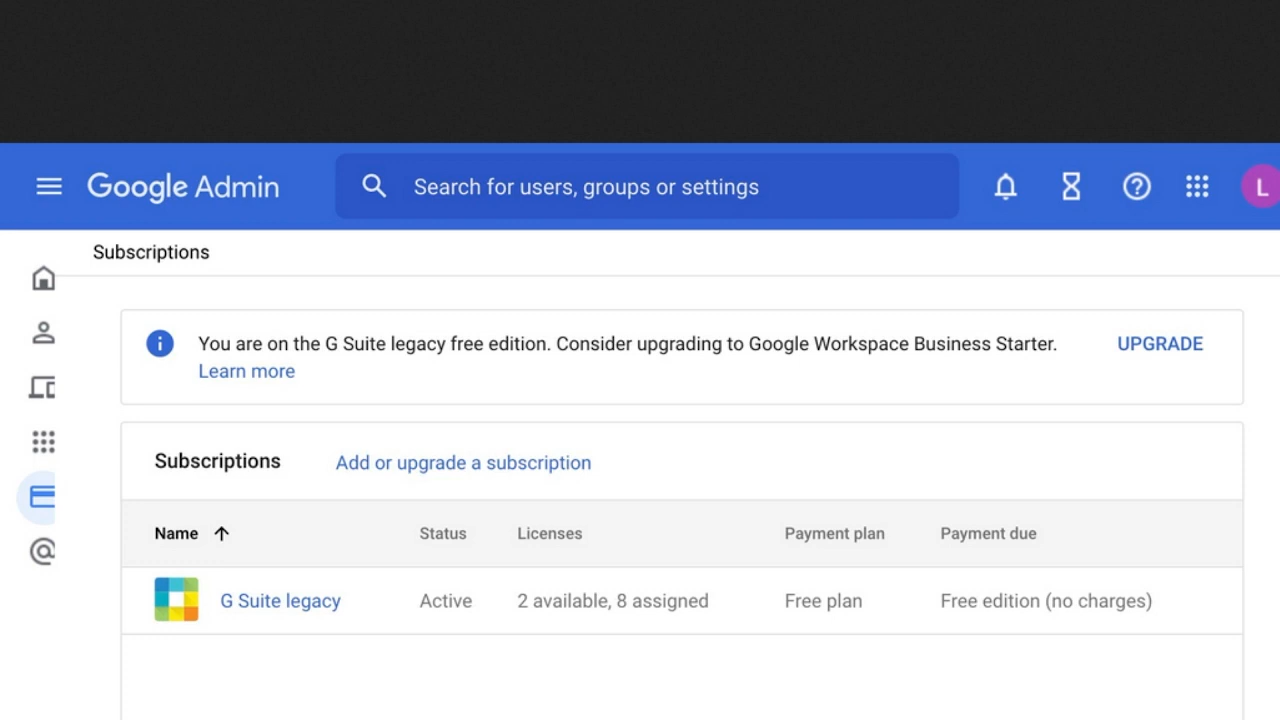 Google Admin
Search for users, groups or settings
L
Subscriptions
You are on the G Suite legacy free edition. Consider upgrading to Google Workspace Business Starter.
Learn more
UPGRADE
Subscriptions
Add or upgrade a subscription
Name Status Licenses Payment plan Payment due
G Suite legacy Active 2 available, 8 assigned Free plan Free edition (no charges)